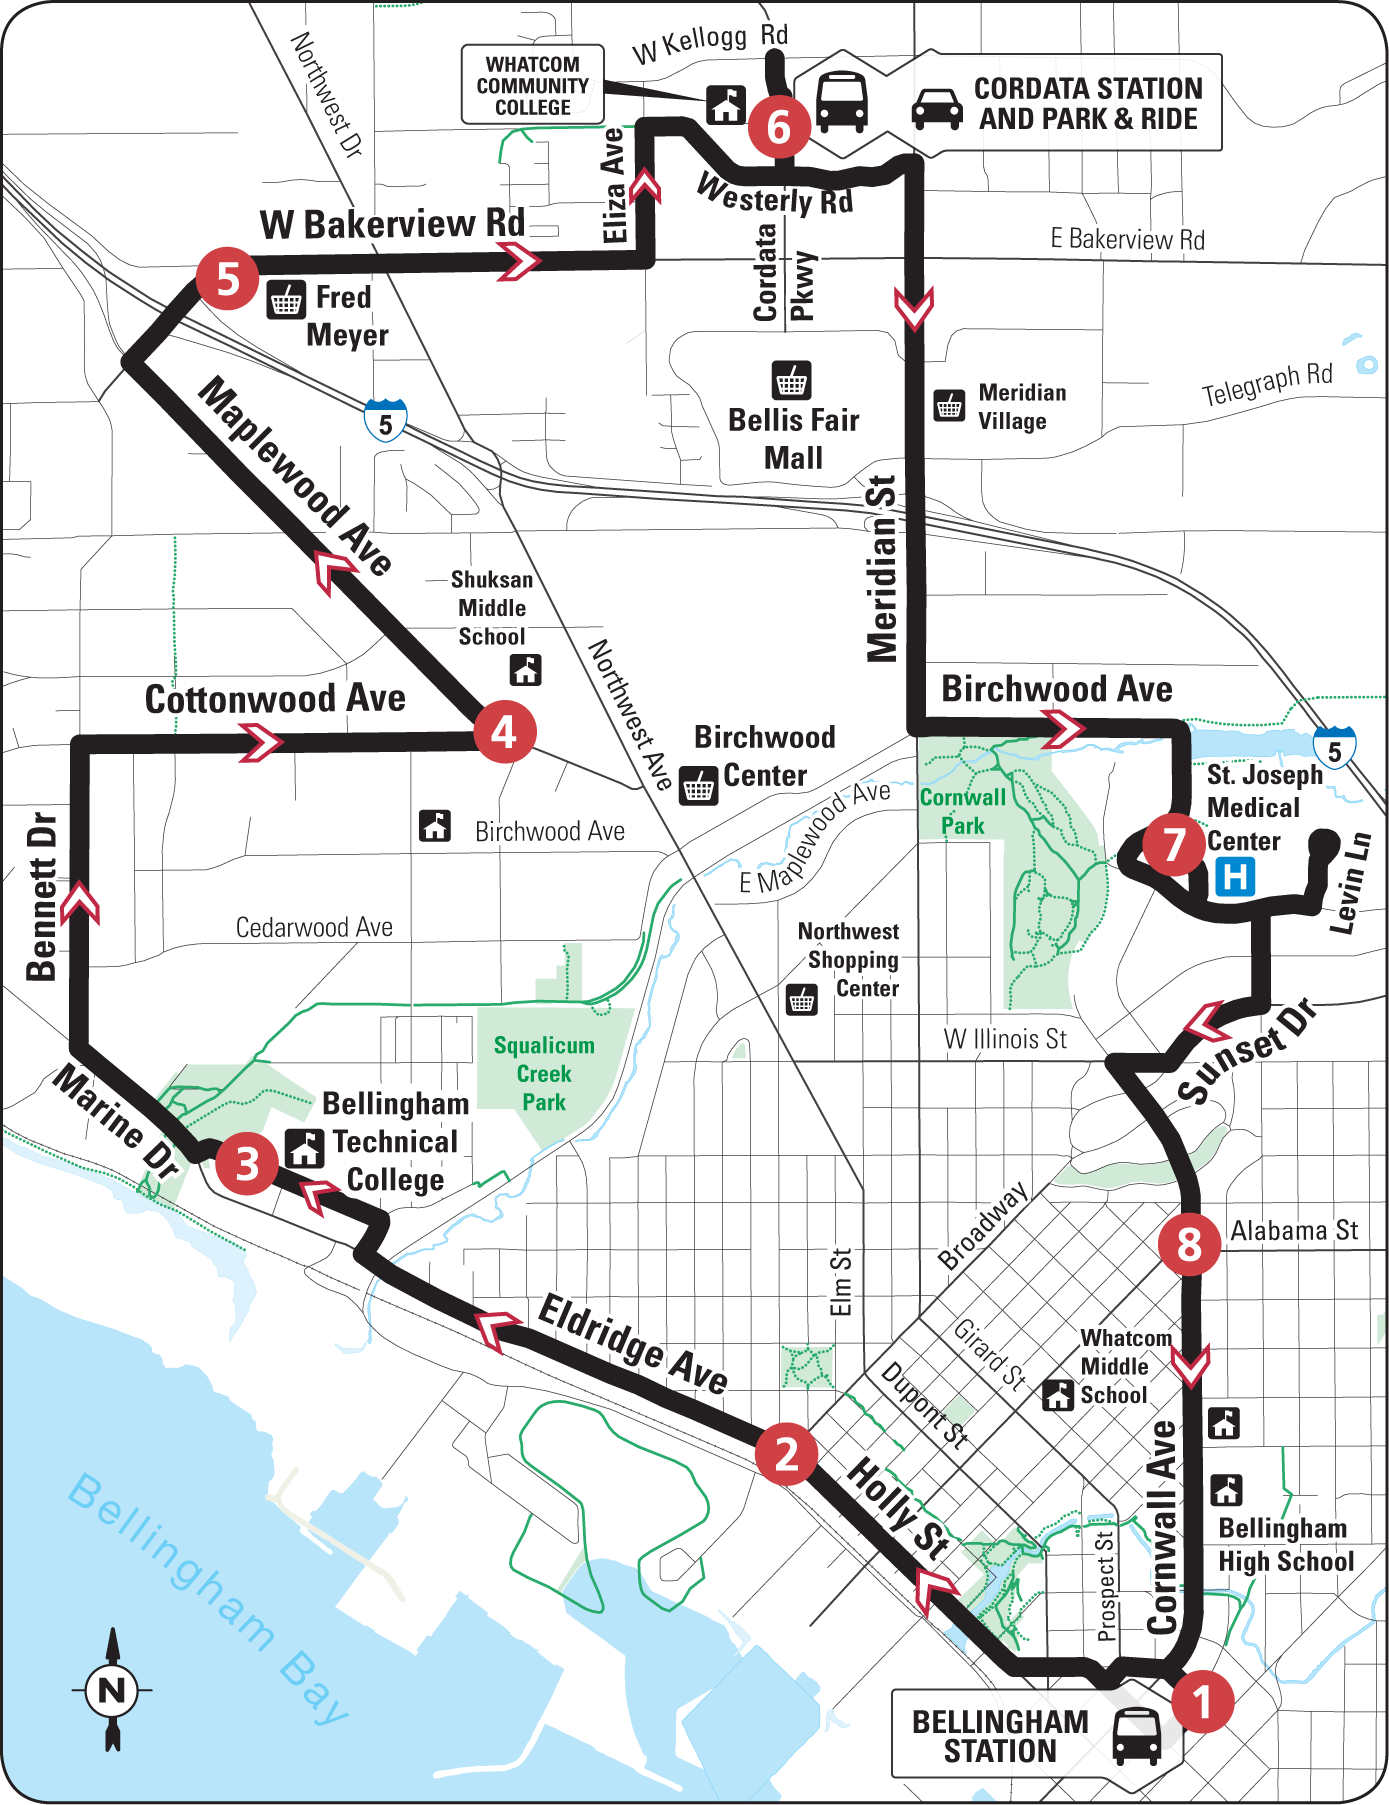 W Kellogg Rd
Northwest Dr
WHATCOM
COMMUNITY
COLLEGE
6
CORDATA STATION
AND PARK & RIDE
Eliza Ave
Westerly Rd
W Bakerview Rd
E Bakerview Rd
Cordata
Pkwy
5
Fred
Meyer
Telegraph Rd
Meridian
Village
Bellis Fair
Mall
5
Maplewood Ave
Meridian St
Shuksan
Middle
School
Northwest Ave
Cottonwood Ave
4
Birchwood Ave
Birchwood
Center
5
St. Joseph
Medical
Center
H
7
Cornwall
Park
E Maplewood Ave
Birchwood Ave
Levin Ln
Bennett Dr
Cedarwood Ave
Northwest
Shopping
Center
W Illinois St
Sunset Dr
Squalicum
Creek
Park
Marine Dr
Bellingham
Technical
College
3
Broadway
8
Alabama St
Elm St
Eldridge Ave
Girard St
Whatcom
Middle
School
Dupont St
2
Holly St
Cornwall Ave
Bellingham
High School
Prospect St
Bellingham Bay
N
1
BELLINGHAM
STATION